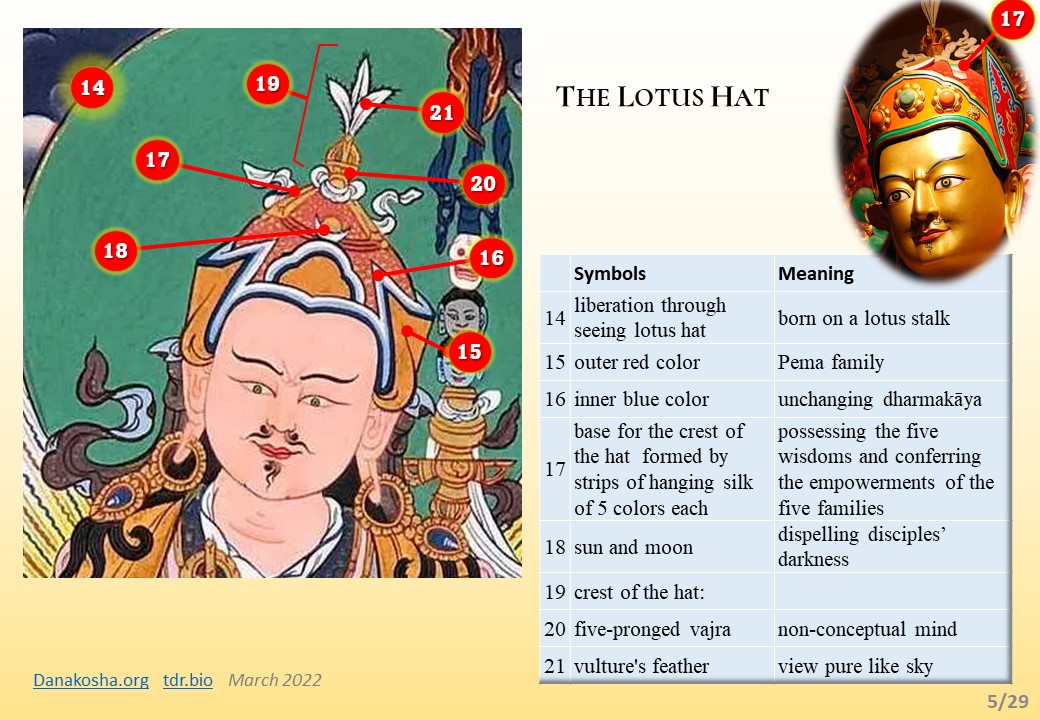 14
19
21
17
20
18
16
15
17
THE LOTUS HAT
Symbols Meaning
14 liberation through seeing lotus hat born on a lotus stalk
15 outer red color Pema family
16 inner blue color unchanging dharmakāya
17 base for the crest of the hat formed by strips of hanging silk of 5 colors each possessing the five wisdoms and conferring the empowerments of the five families
18 sun and moon dispelling disciples’ darkness
19 crest of the hat:
20 five-pronged vajra non-conceptual mind
21 vulture's feather view pure like sky
Danakosha.org tdr.bio March 2022
5/29